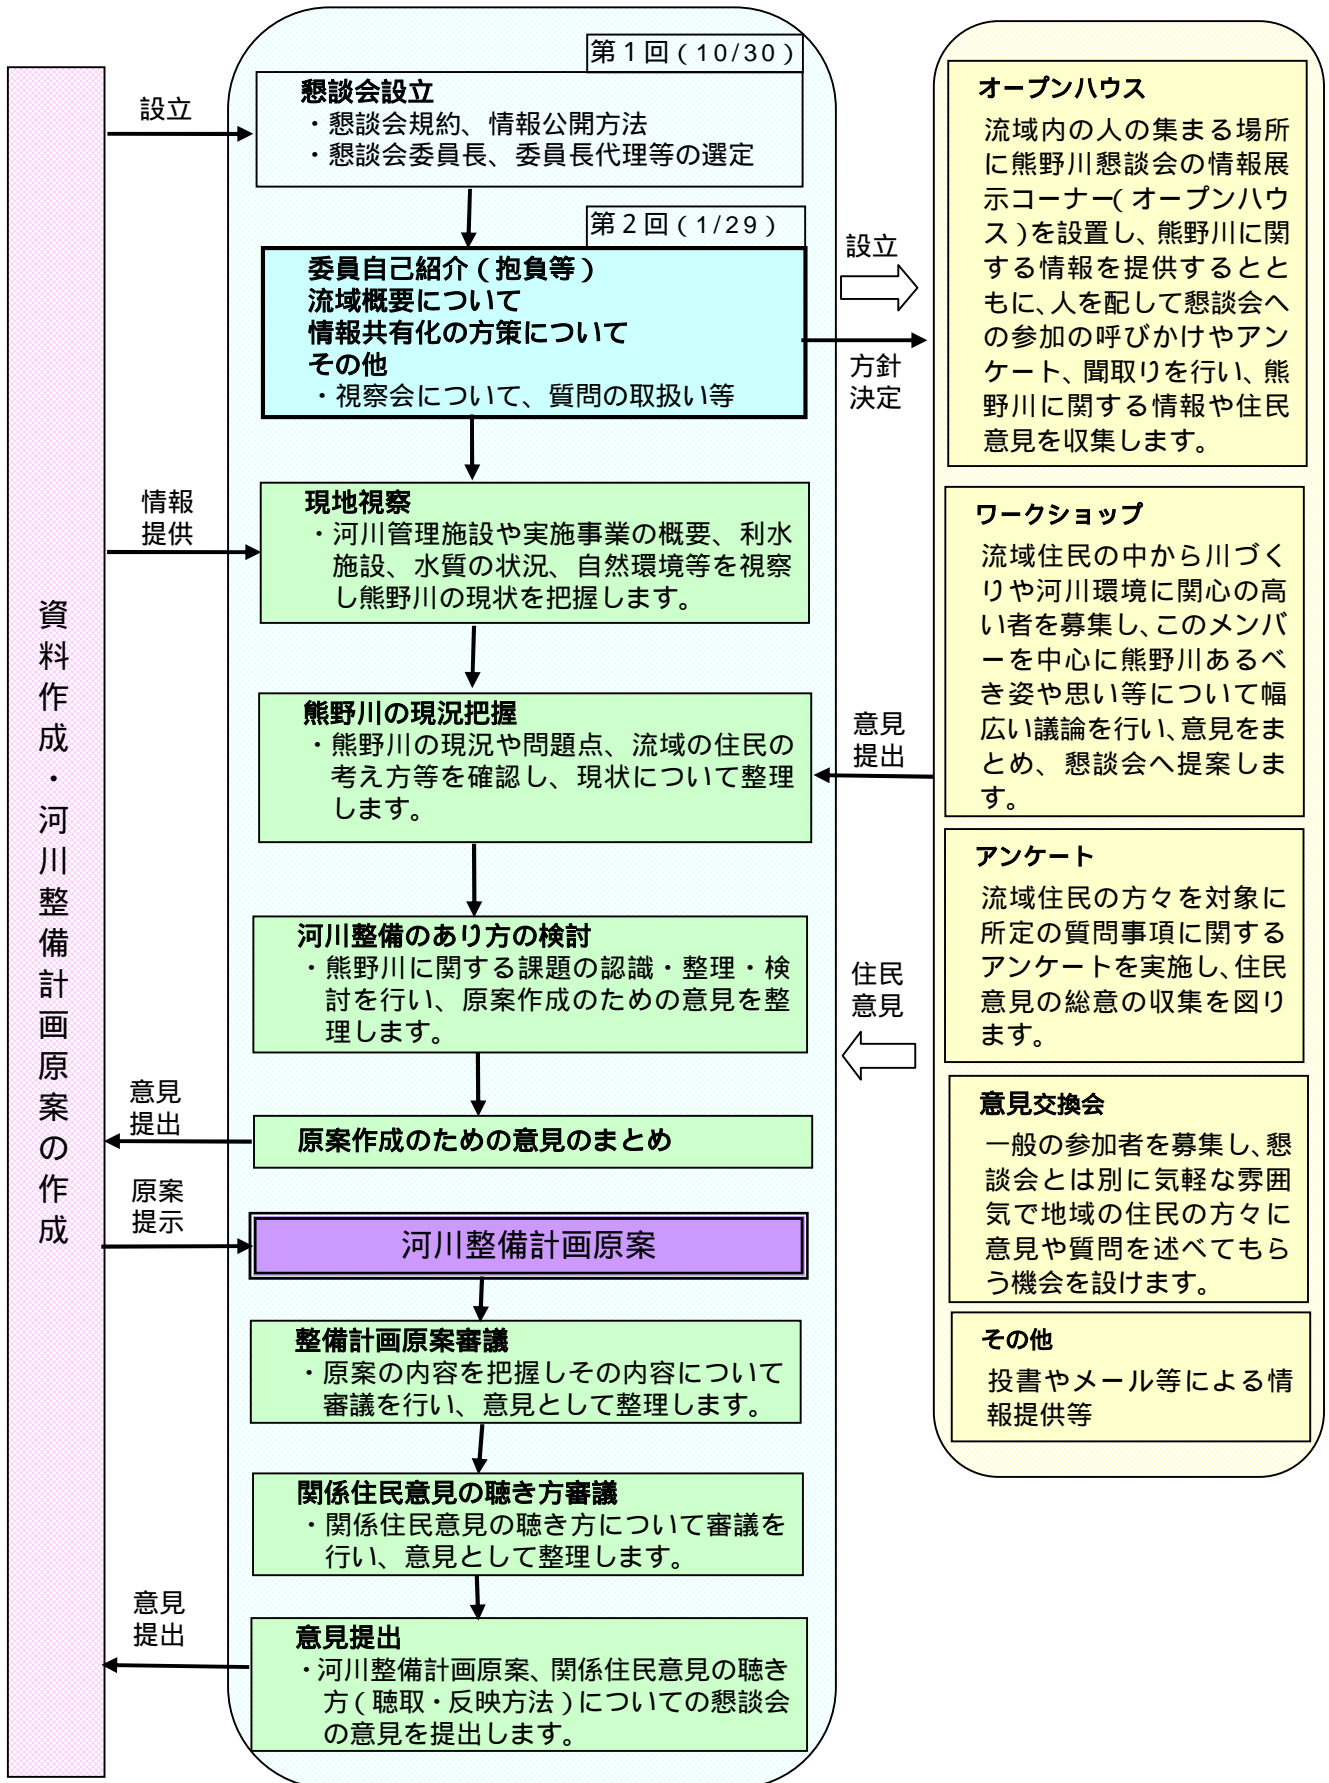 資料作成・河川整備計画原案の作成
設立
情報
提供
意見
提出
原案
提示
意見
提出
第1回(10/30)
懇談会設立
・懇談会規約、情報公開方法
・懇談会委員長、委員長代理等の選定
第2回(1/29)
委員自己紹介(抱負等)
流域概要について
情報共有化の方策について
その他
・視察会について、質問の取扱い等
現地視察
・河川管理施設や実施事業の概要、利水
施設、水質の状況、自然環境等を視察
し熊野川の現状を把握します。
熊野川の現況把握
・熊野川の現況や問題点、流域の住民の
考え方等を確認し、現状について整理
します。
河川整備のあり方の検討
・熊野川に関する課題の認識・整理・検
討を行い、原案作成のための意見を整
理します。
原案作成のための意見のまとめ
河川整備計画原案
整備計画原案審議
・原案の内容を把握しその内容について
審議を行い、意見として整理します。
関係住民意見の聴き方審議
・関係住民意見の聴き方について審議を
行い、意見として整理します。
意見提出
・河川整備計画原案、関係住民意見の聴き
方(聴取・反映方法)についての懇談会
の意見を提出します。
設立
方針
決定
意見
提出
住民
意見
オープンハウス
流域内の人の集まる場所
に熊野川懇談会の情報展
示コーナー(オープンハウ
ス)を設置し、熊野川に関
する情報を提供するとと
もに、人を配して懇談会へ
の参加の呼びかけやアン
ケート、聞取りを行い、熊
野川に関する情報や住民
意見を収集します。
ワークショップ
流域住民の中から川づく
りや河川環境に関心の高
い者を募集し、このメンバ
ーを中心に熊野川あるべ
き姿や思い等について幅
広い議論を行い、意見をま
とめ、懇談会へ提案しま
す。
アンケート
流域住民の方々を対象に
所定の質問事項に関する
アンケートを実施し、住民
意見の総意の収集を図り
ます。
意見交換会
一般の参加者を募集し、懇
談会とは別に気軽な雰囲
気で地域の住民の方々に
意見や質問を述べてもら
う機会を設けます。
その他
投書やメール等による情
報提供等